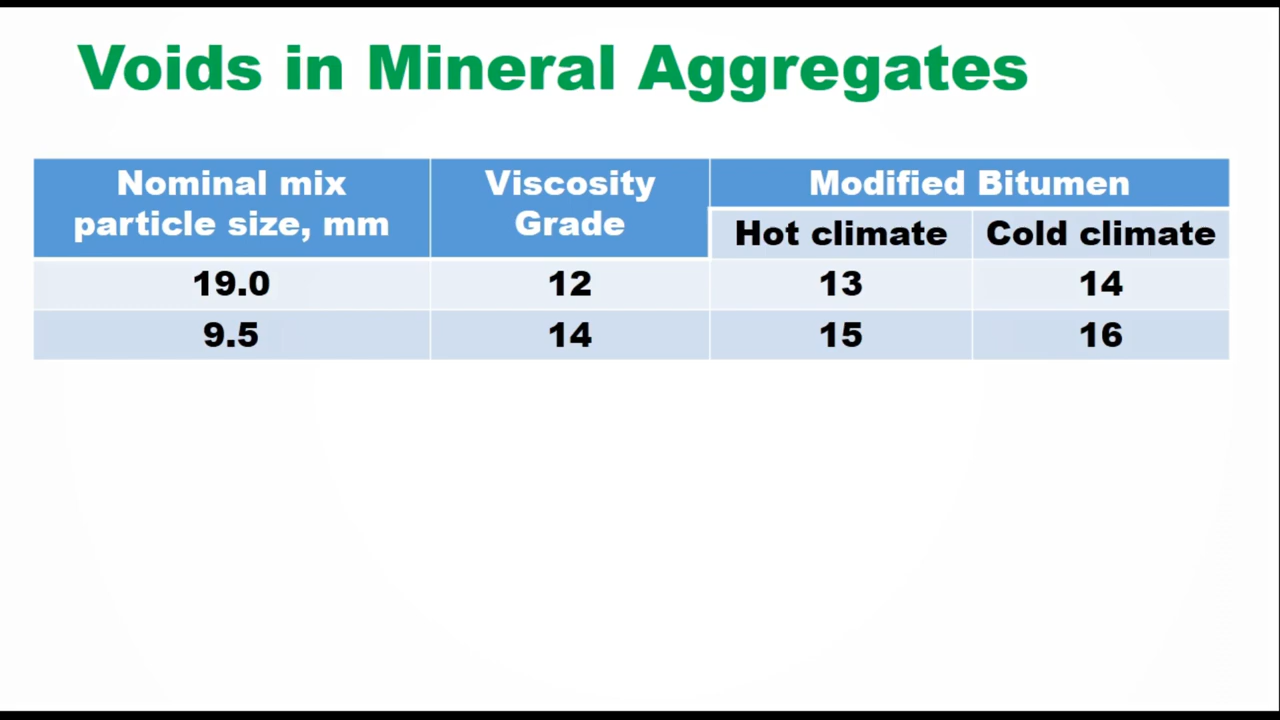 Voids in Mineral Aggregates
Nominal mix
particle size, mm
Viscosity
Grade
Modified Bitumen
Hot climate
Cold climate
19.0 12 13 14
9.5 14 15 16